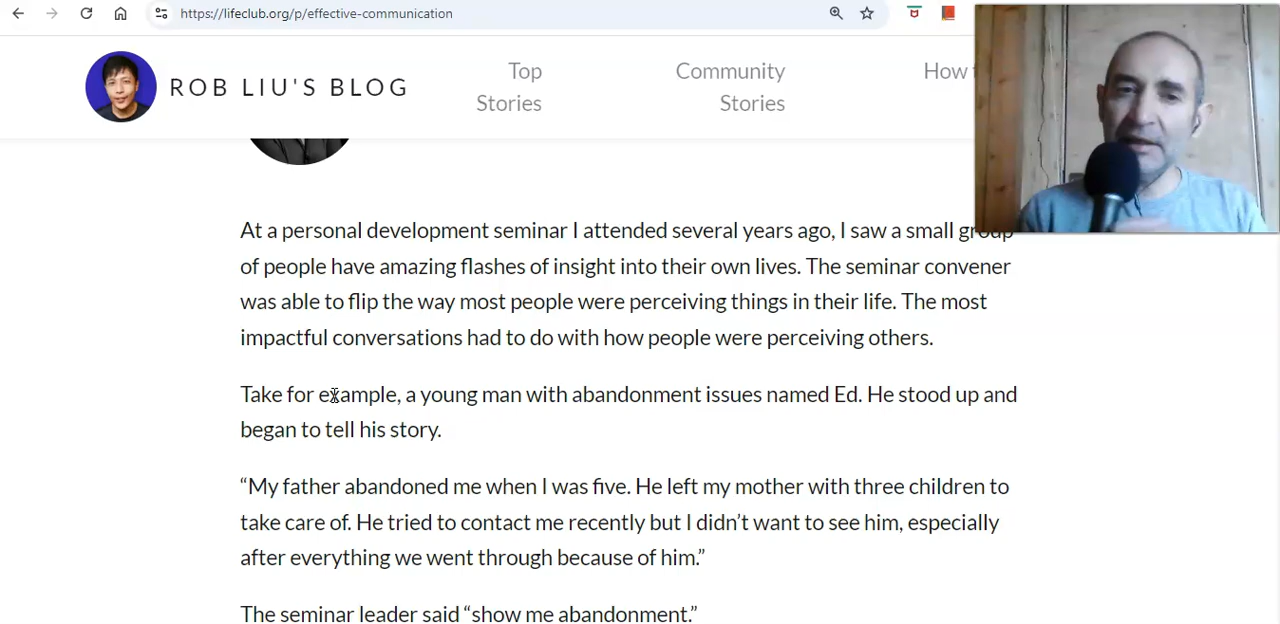 https://lifeclub.org/p/effective-communication
ROB LIU'S BLOG
Top
Stories
Community
Stories
How
At a personal development seminar I attended several years ago, I saw a small group
of people have amazing flashes of insight into their own lives. The seminar convener
was able to flip the way most people were perceiving things in their life. The most
impactful conversations had to do with how people were perceiving others.
Take for example, a young man with abandonment issues named Ed. He stood up and
began to tell his story.
“My father abandoned me when I was five. He left my mother with three children to
take care of. He tried to contact me recently but I didn’t want to see him, especially
after everything we went through because of him.”
The seminar leader said “show me abandonment.”